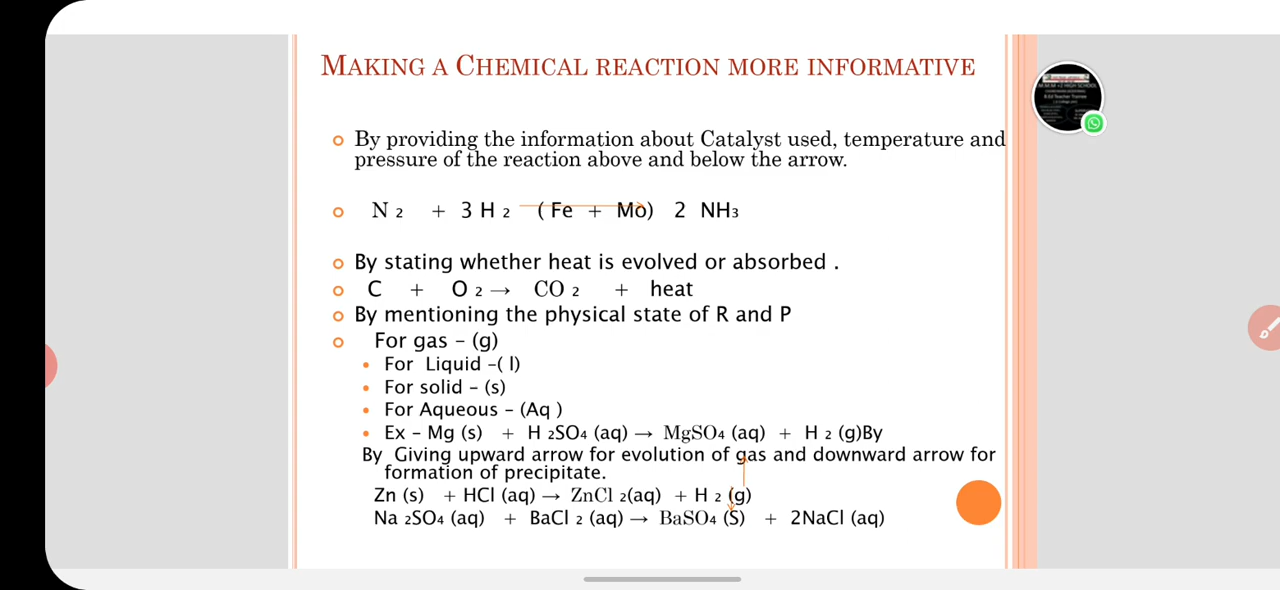 MAKING A CHEMICAL REACTION MORE INFORMATIVE
By providing the information about Catalyst used, temperature and
pressure of the reaction above and below the arrow.
N 2 + 3 H 2 ( Fe + Mo) 2 NH3
By stating whether heat is evolved or absorbed .
C + O 2 → CO 2 + heat
By mentioning the physical state of R and P
For gas – (g)
For Liquid –( l)
For solid – (s)
For Aqueous – (Aq )
Ex – Mg (s) + H 2SO4 (aq) → MgSO4 (aq) + H 2 (g)By
By Giving upward arrow for evolution of gas and downward arrow for
formation of precipitate.
Zn (s) + HCl (aq) → ZnCl 2(aq) + H 2 (g)
Na 2SO4 (aq) + BaCl 2 (aq) → BaSO4 (S) + 2NaCl (aq)